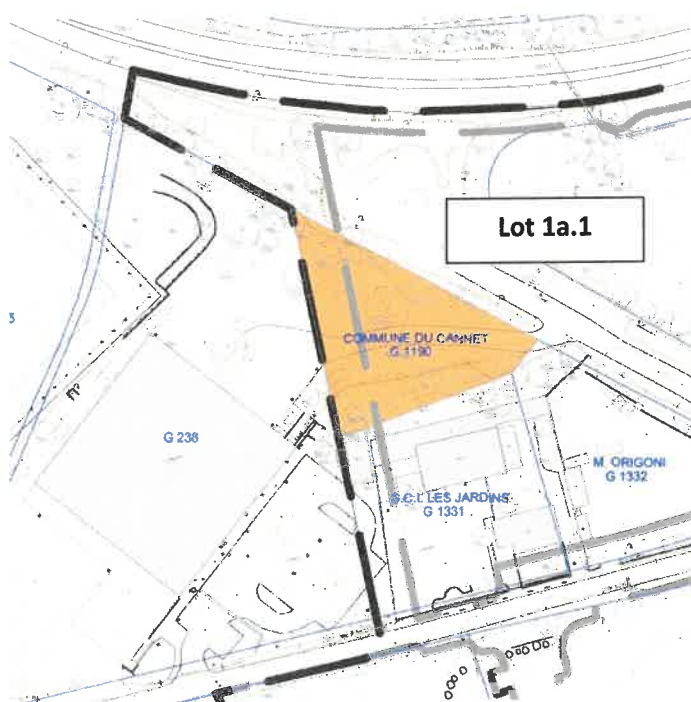 Lot 1a.1
COMMUNE DU CANNET
G 1190
G 238
S.C.I. LES JARDINS
G 1331
M. ORIGONI
G 1332